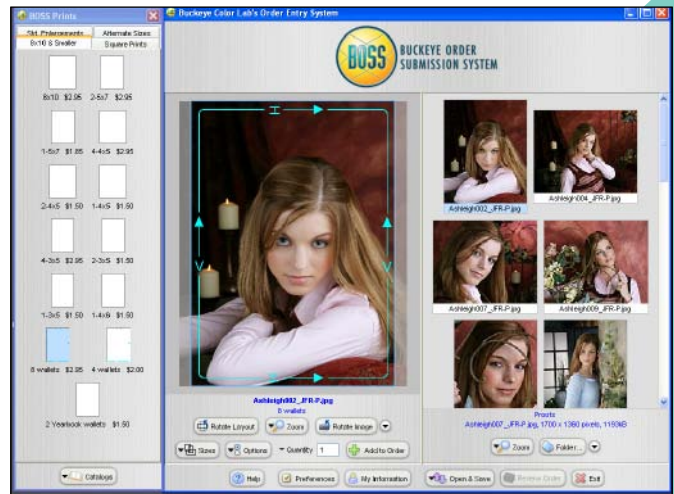 BOSS Prints
Std. Enlargements
Alternate Sizes
8x10 & Smaller
Square Prints
8x10 $2.95
2-5x7 $2.95
1-5x7 $1.85
4-4x5 $2.95
2-4x5 $1.50
1-4x5 $1.50
4-3x5 $2.95
2-3x5 $1.50
1-3x5 $1.50
1-4x6 $1.50
8 wallets $2.95
4 wallets $2.00
2 Yearbook wallets $1.50
Catalogs
Buckeye Color Lab's Order Entry System
BOSS
BUCKEYE ORDER
SUBMISSION SYSTEM
Ashleigh002_JFR-P.jpg
8 wallets
Rotate Layout
Zoom
Rotate Image
Sizes
Options
Quantity
1
Add to Order
Ashleigh002_JFR-P.jpg
Ashleigh004_JFR-P.jpg
Ashleigh007_JFR-P.jpg
Ashleigh009_JFR-P.jpg
Proofs
Ashleigh007_JFR-P.jpg, 1700 x 1360 pixels, 1193kB
Zoom
Folder...
Help
Preferences
My Information
Open & Save
Review Order
Exit